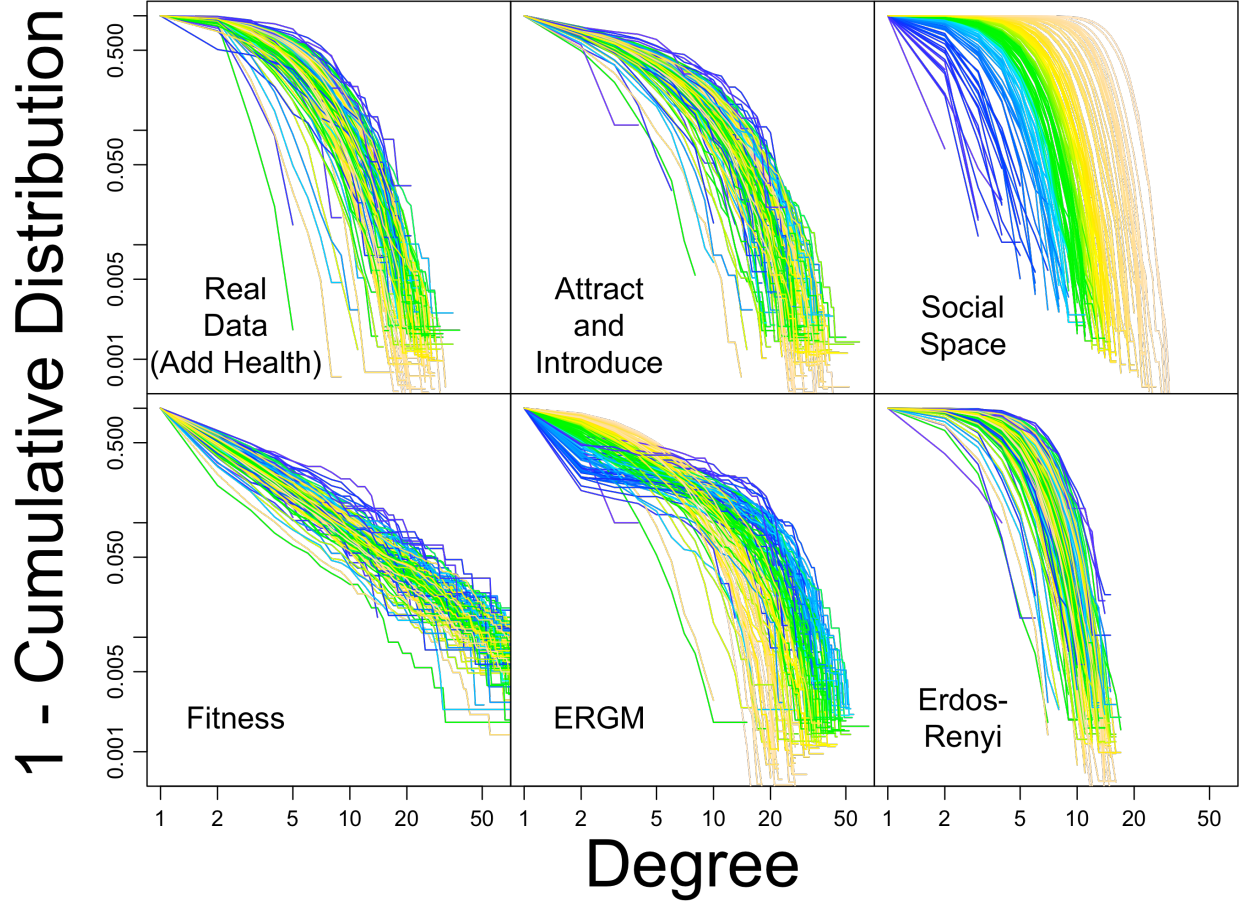 1 - Cumulative Distribution
0.500
0.050
0.005
0.001
Real
Data
(Add Health)
Attract
and
Introduce
Social
Space
0.500
0.050
0.005
0.001
Fitness
ERGM
Erdos-
Renyi
1 2 5 10 20 50
1 2 5 10 20 50
1 2 5 10 20 50
Degree